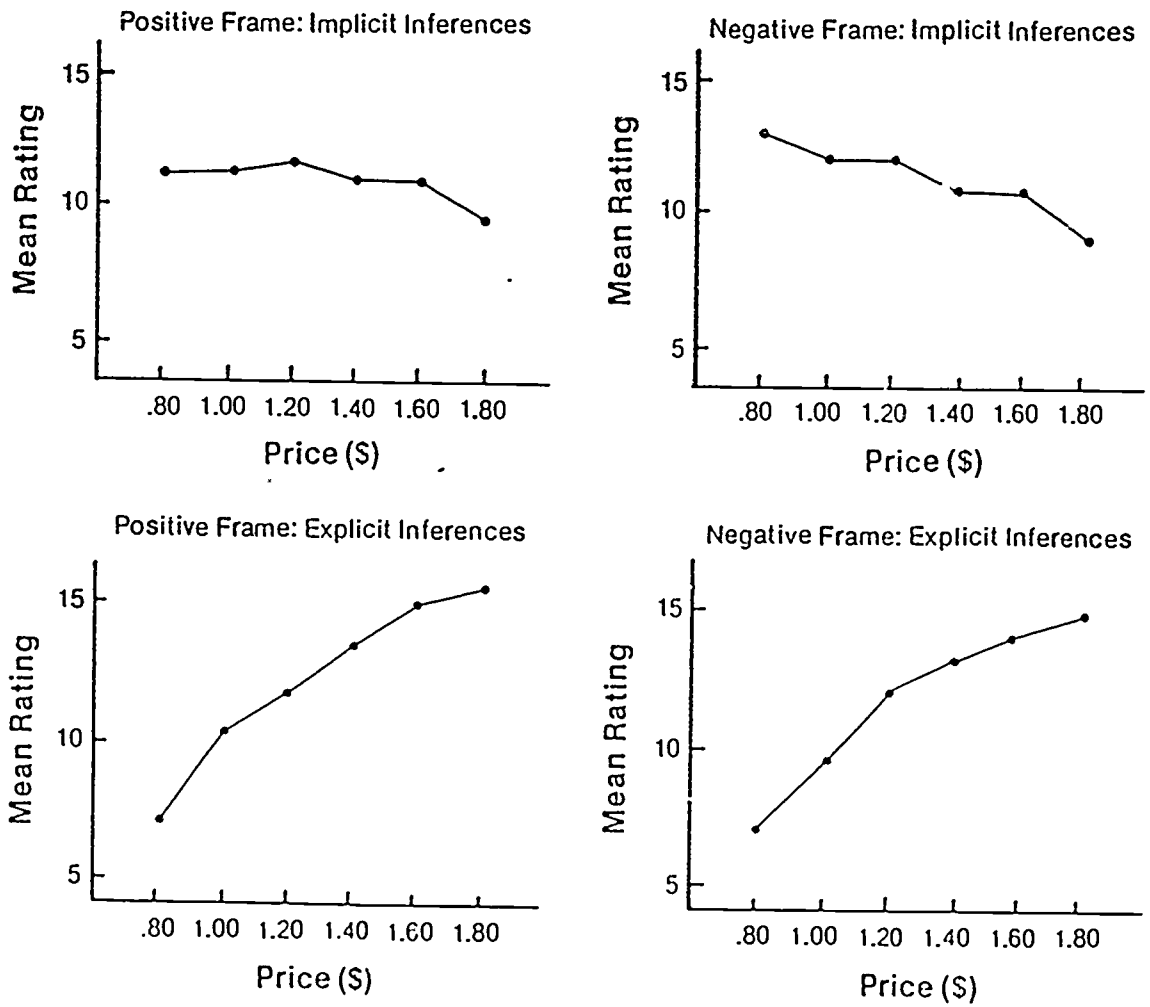 Positive Frame: Implicit Inferences
15
10
5
Mean Rating
.80 1.00 1.20 1.40 1.60 1.80
Price ($)
Negative Frame: Implicit Inferences
15
10
5
Mean Rating
.80 1.00 1.20 1.40 1.60 1.80
Price ($)
Positive Frame: Explicit Inferences
15
10
5
Mean Rating
.80 1.00 1.20 1.40 1.60 1.80
Price ($)
Negative Frame: Explicit Inferences
15
10
5
Mean Rating
.80 1.00 1.20 1.40 1.60 1.80
Price ($)